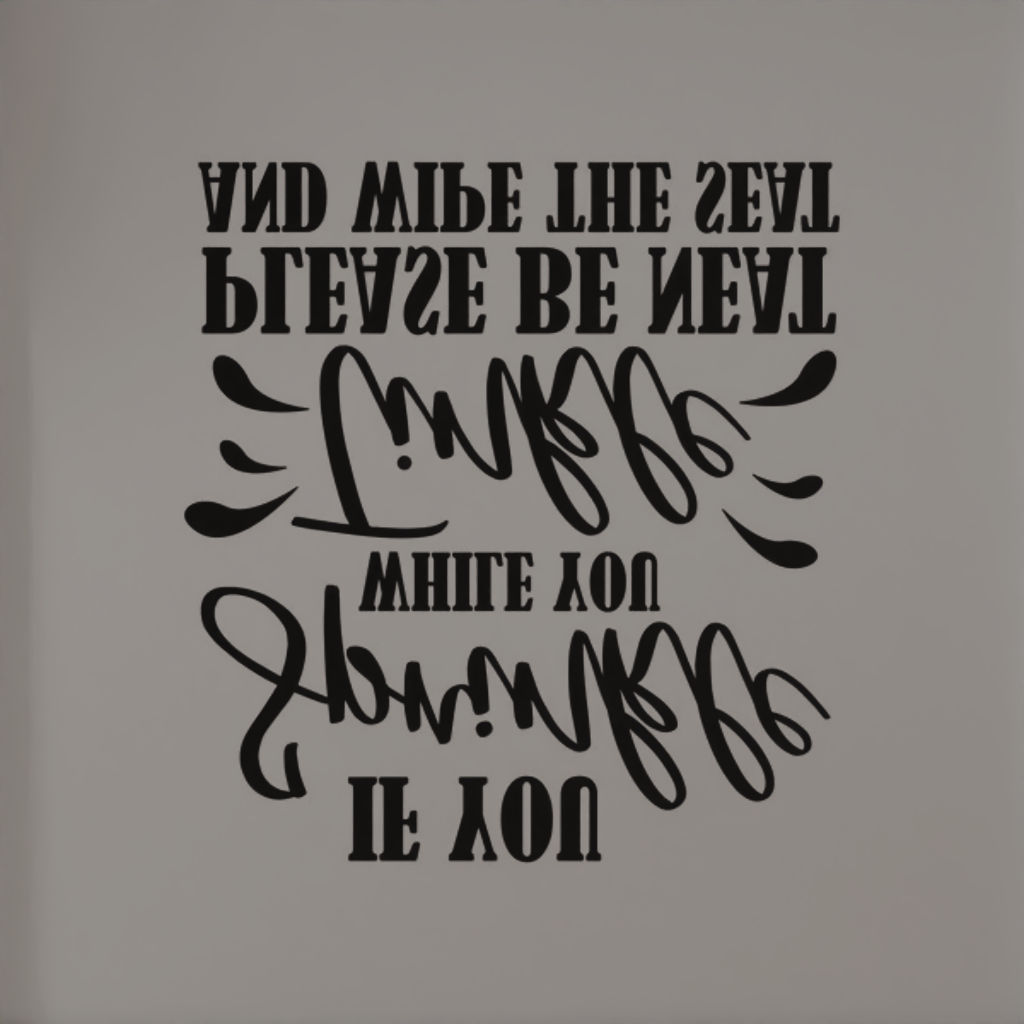 IF YOU
Sprinkle
WHILE YOU
Tinkle
PLEASE BE NEAT
AND WIPE THE SEAT